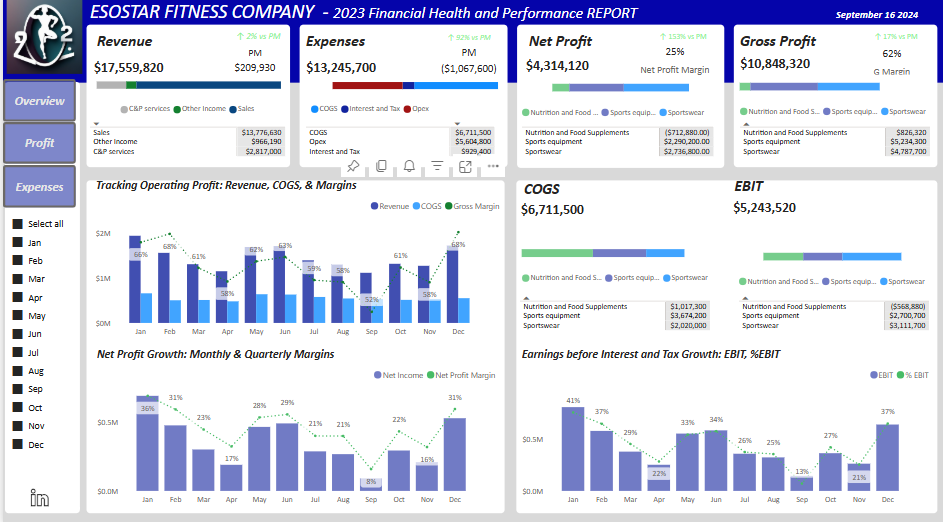 ESOSTAR FITNESS COMPANY - 2023 Financial Health and Performance REPORT
September 16 2024
Overview
Profit
Expenses
Select all
Jan
Feb
Mar
Apr
May
Jun
Jul
Aug
Sep
Oct
Nov
Dec
in
Revenue
↑ 2% vs PM
PM
$17,559,820
$209,930
C&P services Other Income Sales
Sales $13,776,630
Other Income $966,190
C&P services $2,817,000
Expenses
↑ 92% vs PM
PM
$13,245,700
($1,067,600)
COGS Interest and Tax Opex
COGS $6,711,500
Opex $5,604,800
Interest and Tax $929,400
Net Profit
↑ 153% vs PM
25%
$4,314,120
Net Profit Margin
Nutrition and Food ... Sports equip... Sportswear
Nutrition and Food Supplements ($712,880.00)
Sports equipment $2,290,200.00
Sportswear $2,736,800.00
Gross Profit
↑ 17% vs PM
62%
$10,848,320
G Margin
Nutrition and Food S... Sports equip... Sportswear
Nutrition and Food Supplements $826,320
Sports equipment $5,234,300
Sportswear $4,787,700
Tracking Operating Profit: Revenue, COGS, & Margins
Revenue COGS Gross Margin
$2M
$1M
$0M
66% 68% 61% 58% 62% 63% 59% 58% 52% 61% 58% 68%
Jan Feb Mar Apr May Jun Jul Aug Sep Oct Nov Dec
COGS
$6,711,500
Nutrition and Food S... Sports equip... Sportswear
Nutrition and Food Supplements $1,017,300
Sports equipment $3,674,200
Sportswear $2,020,000
EBIT
$5,243,520
Nutrition and Food S... Sports equip... Sportswear
Nutrition and Food Supplements ($568,880)
Sports equipment $2,700,700
Sportswear $3,111,700
Net Profit Growth: Monthly & Quarterly Margins
Net Income Net Profit Margin
$0.5M
$0.0M
36% 31% 23% 17% 28% 29% 21% 21% 8% 22% 16% 31%
Jan Feb Mar Apr May Jun Jul Aug Sep Oct Nov Dec
Earnings before Interest and Tax Growth: EBIT, %EBIT
EBIT % EBIT
$0.5M
$0.0M
41% 37% 29% 22% 33% 34% 26% 25% 13% 27% 21% 37%
Jan Feb Mar Apr May Jun Jul Aug Sep Oct Nov Dec